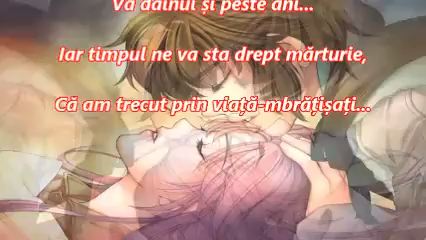 Va dăinui și peste ani...
Iar timpul ne va sta drept mărturie,
Că am trecut prin viață-mbrățișați...